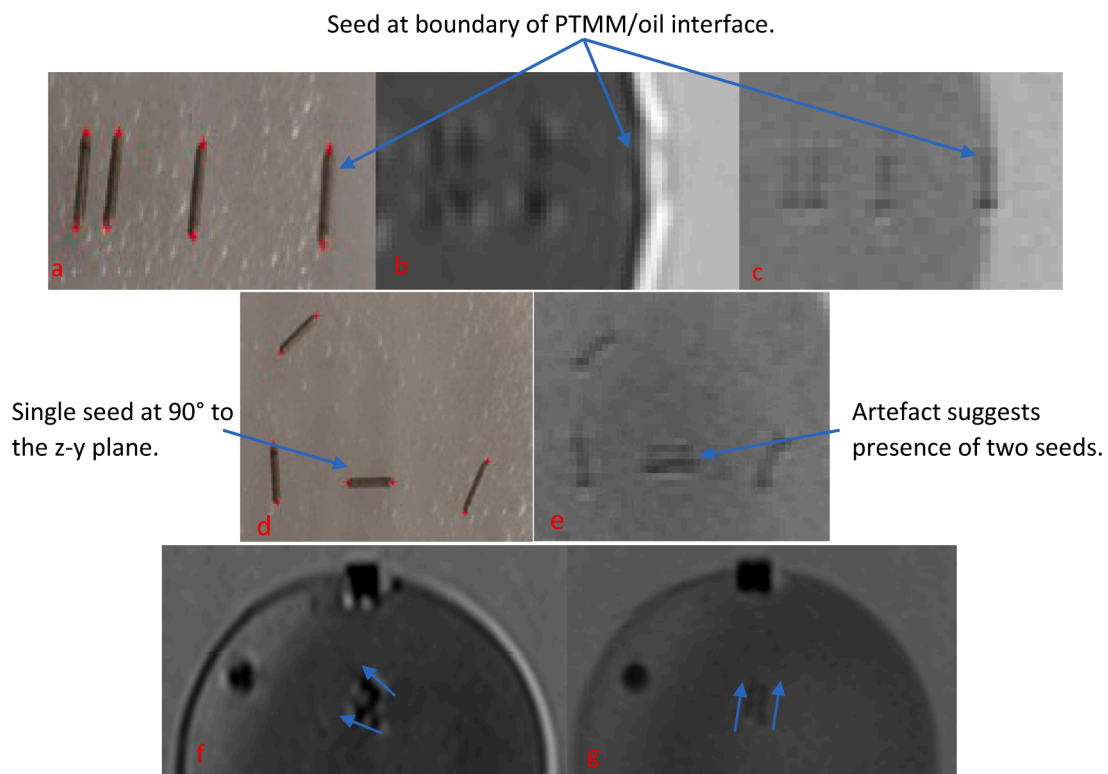 Seed at boundary of PTMM/oil interface.
a
b
c
Single seed at 90° to
the z-y plane.
Artefact suggests
presence of two seeds.
d
e
f
g